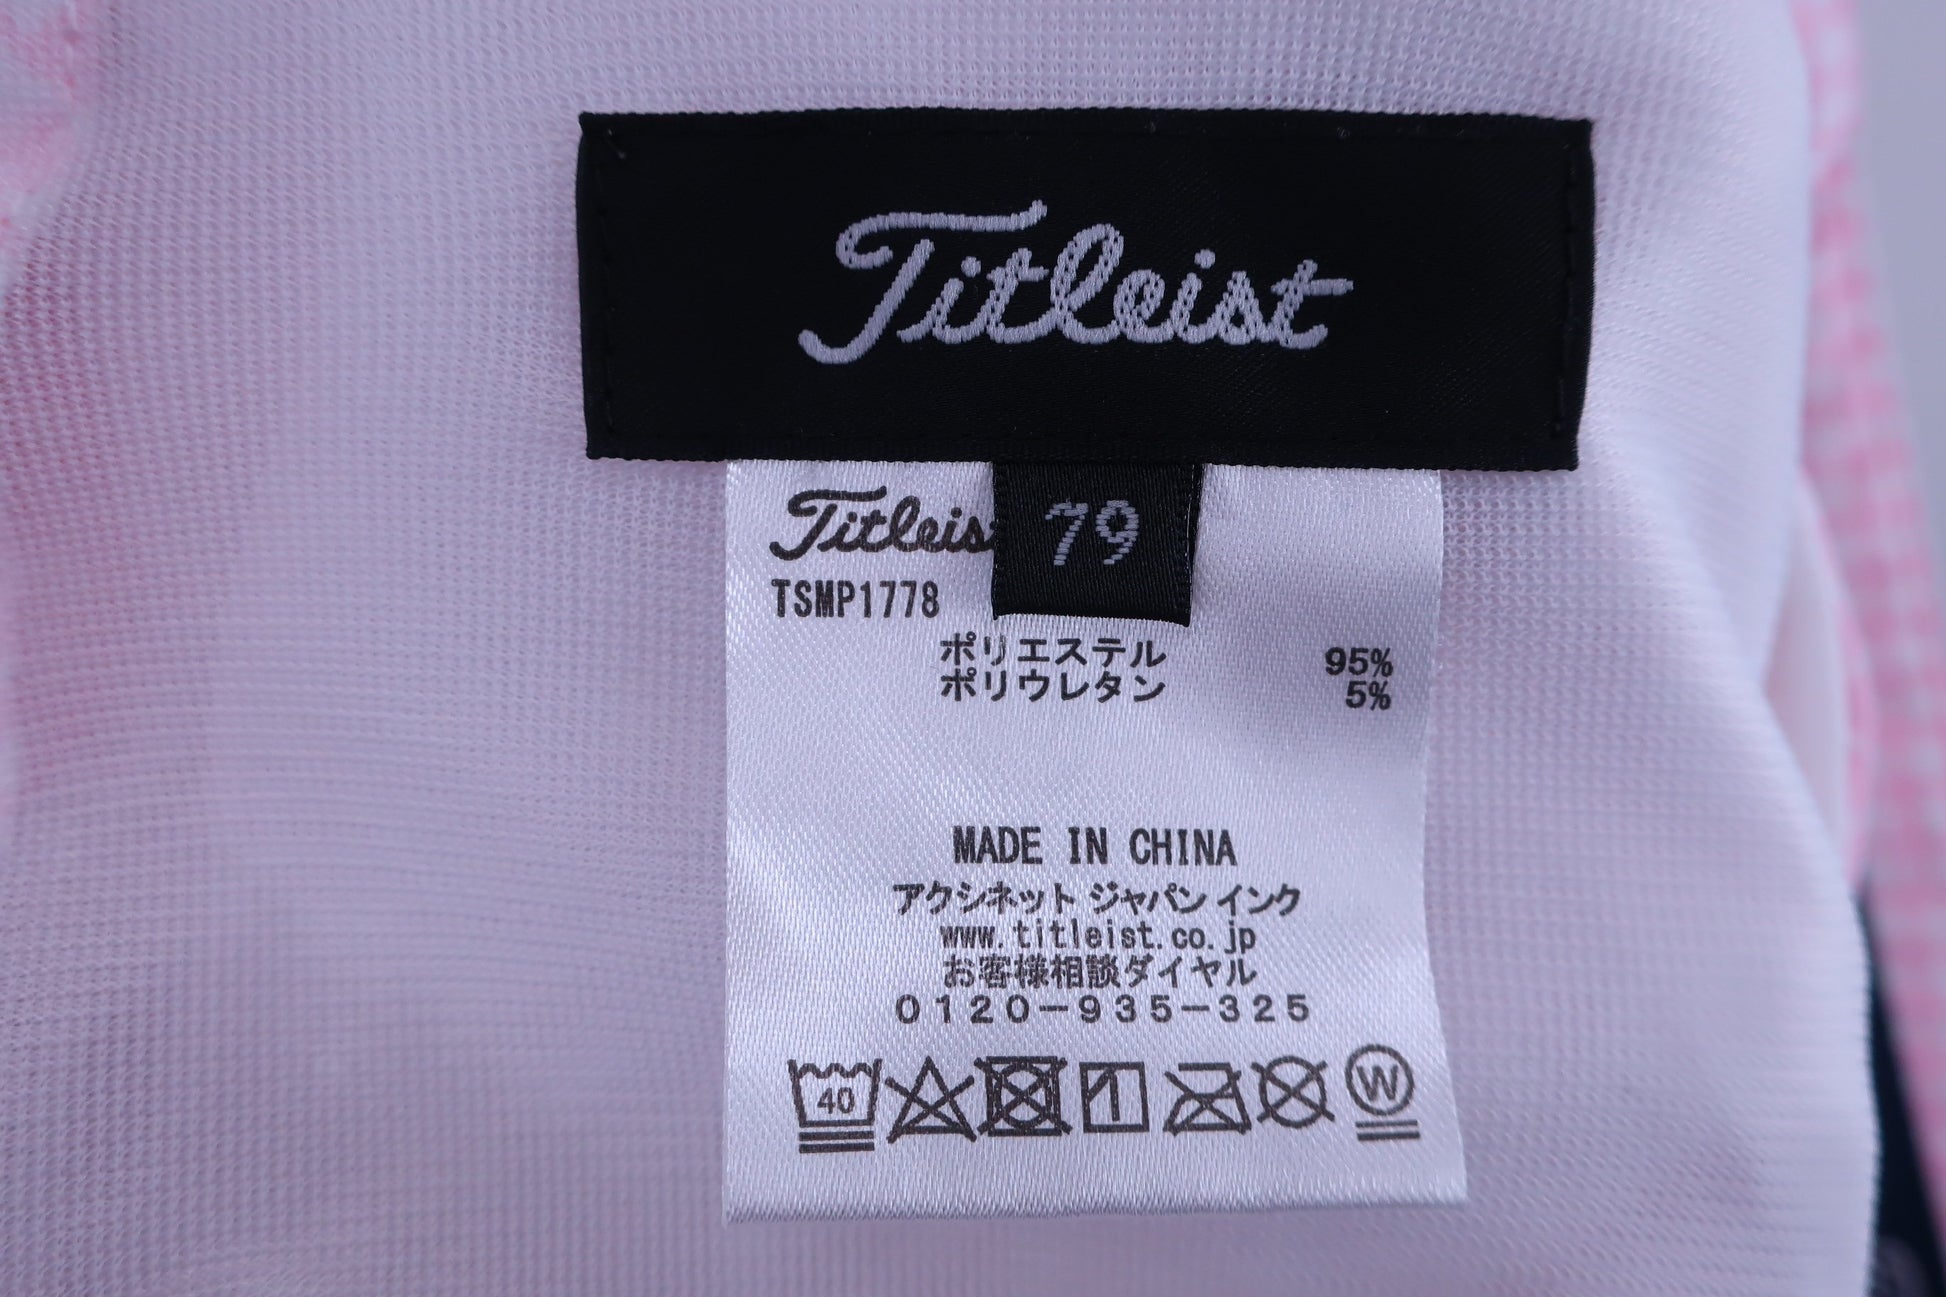 Titleist
79
Titleis
TSMP1778
ポリエステル 95%
ポリウレタン 5%
MADE IN CHINA
アクシネット ジャパン インク
www.titleist.co.jp
お客様相談ダイヤル
0120-935-325
40
W